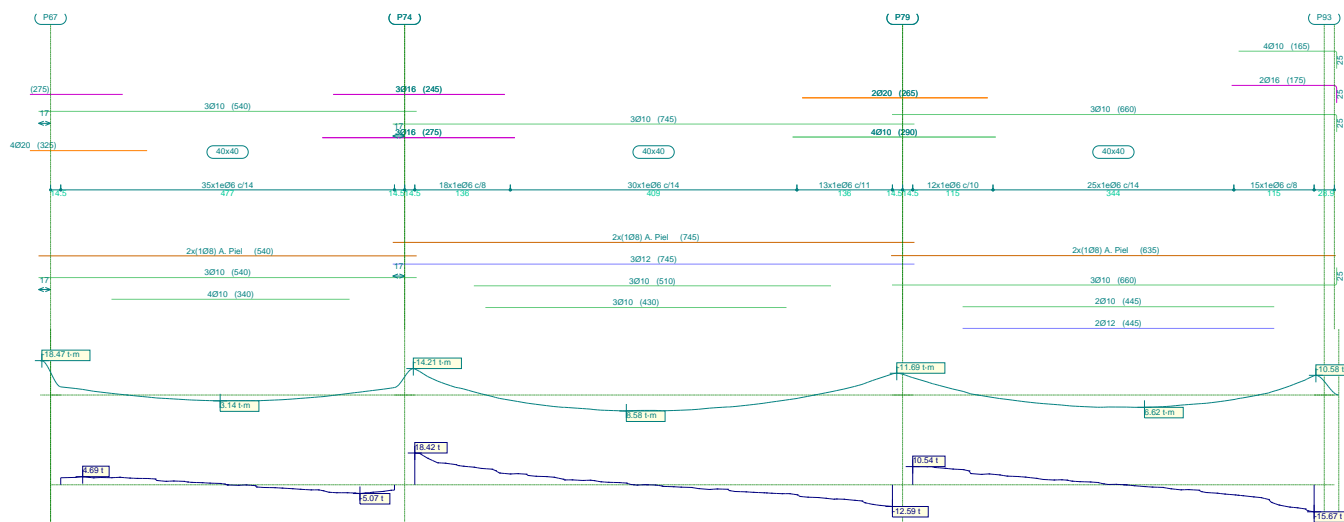 P67 P74 P79 P93
4Ø10 (165)
25
(275) 3Ø16 (245) 2Ø20 (265) 2Ø16 (175)
25
3Ø10 (540) 3Ø10 (745) 3Ø10 (660)
17 17 25
4Ø20 (325) 3Ø16 (275) 4Ø10 (290)
40x40 40x40 40x40
35x1eØ6 c/14 18x1eØ6 c/8 30x1eØ6 c/14 13x1eØ6 c/11 12x1eØ6 c/10 25x1eØ6 c/14 15x1eØ6 c/8
14.5 477 14.5 14.5 136 409 136 14.5 14.5 115 344 115 28.9
2x(1Ø8) A. Piel (745)
2x(1Ø8) A. Piel (540) 2x(1Ø8) A. Piel (635)
3Ø12 (745)
3Ø10 (540) 17 3Ø10 (510) 3Ø10 (660) 25
17
4Ø10 (340) 3Ø10 (430) 2Ø10 (445)
2Ø12 (445)
-18.47 t·m -14.21 t·m -11.69 t·m -10.58 t·m
3.14 t·m 8.58 t·m 6.62 t·m
4.69 t 18.42 t 10.54 t
-5.07 t -12.59 t -15.67 t